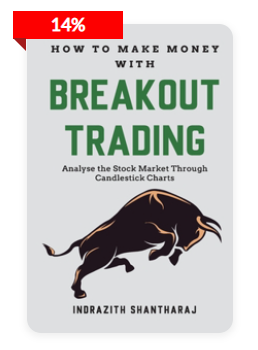 14%
HOW TO MAKE MONEY
WITH
BREAKOUT
TRADING
Analyse the Stock Market Through
Candlestick Charts
INDRAZITH SHANTHARAJ